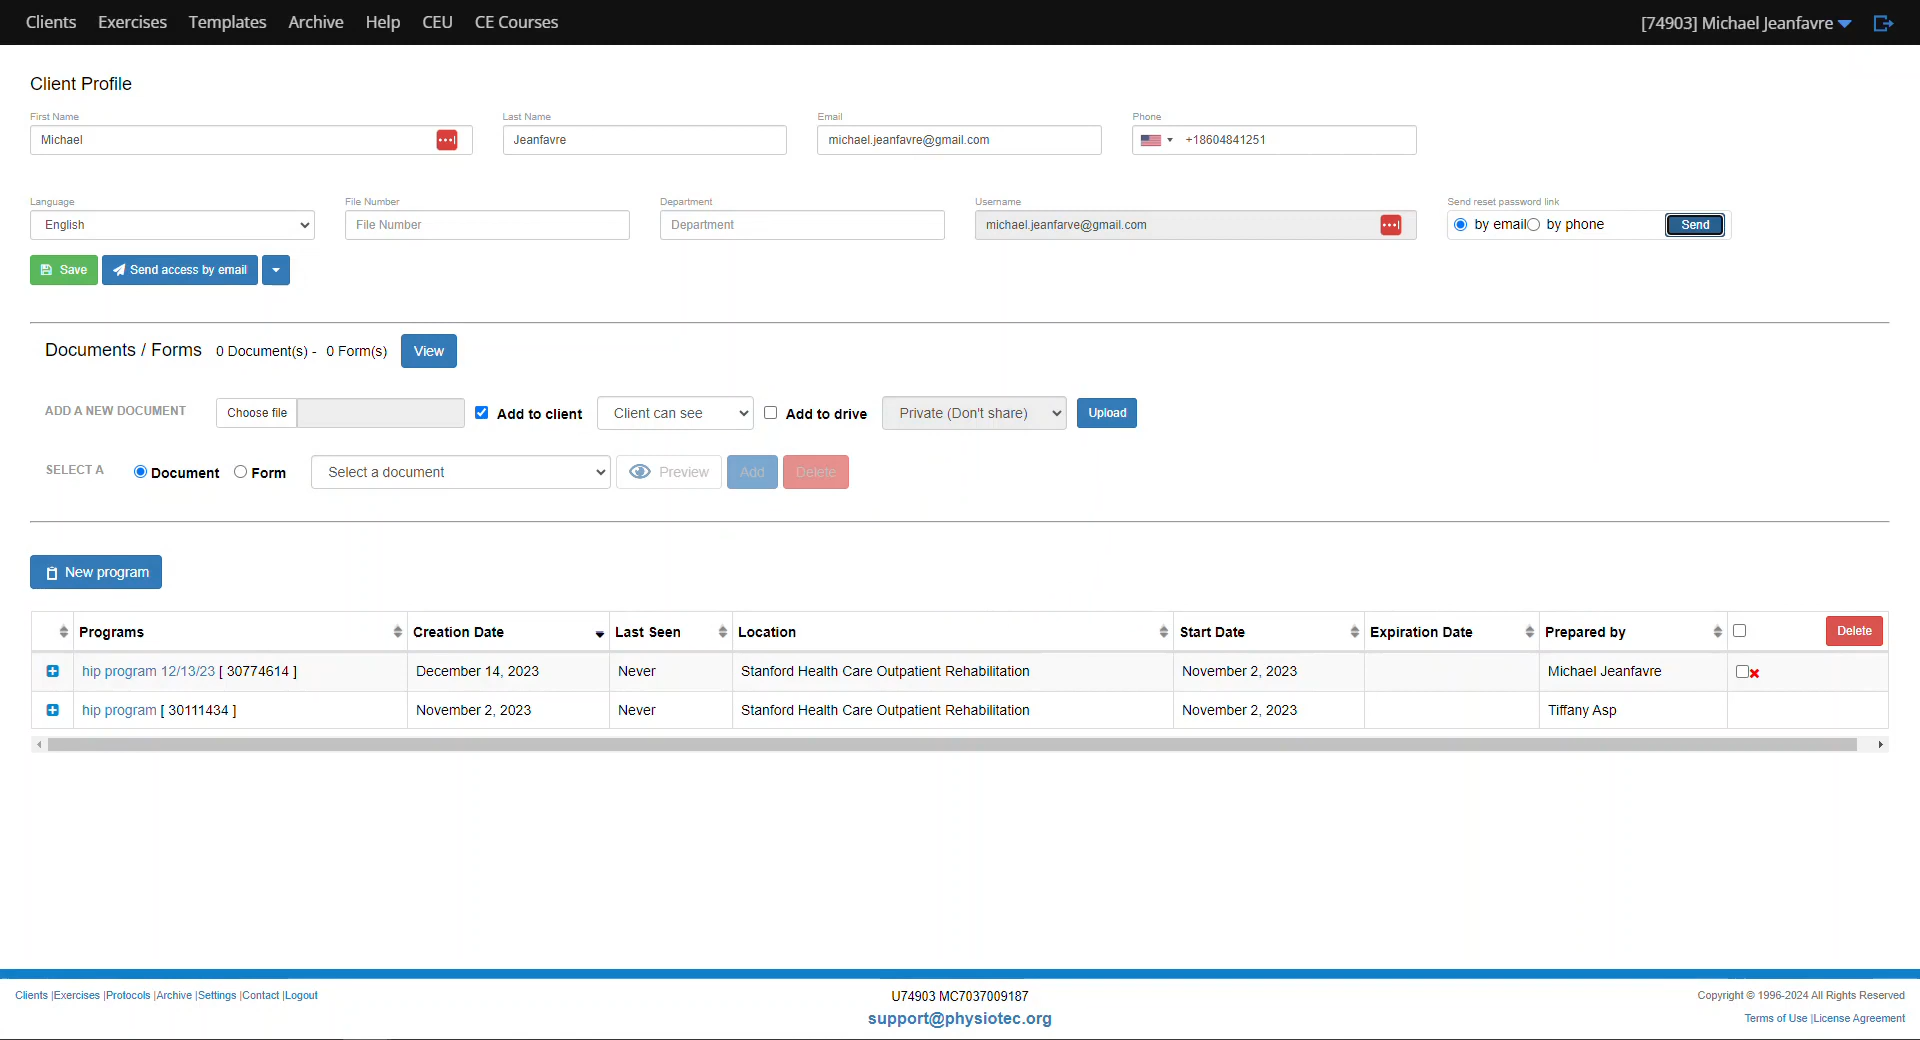 Clients Exercises Templates Archive Help CEU CE Courses [74903] Michael Jeanfavre
Client Profile
First Name Last Name Email Phone
Michael Jeanfavre michael.jeanfavre@gmail.com +18604841251
Language File Number Department Username Send reset password link
English File Number Department michael.jeanfarve@gmail.com by email by phone Send
Save Send access by email
Documents / Forms 0 Document(s) - 0 Form(s) View
ADD A NEW DOCUMENT Choose file Add to client Client can see Add to drive Private (Don't share) Upload
SELECT A Document Form Select a document Preview Add Delete
New program
Programs Creation Date Last Seen Location Start Date Expiration Date Prepared by Delete
hip program 12/13/23 [ 30774614 ] December 14, 2023 Never Stanford Health Care Outpatient Rehabilitation November 2, 2023 Michael Jeanfavre
hip program [ 30111434 ] November 2, 2023 Never Stanford Health Care Outpatient Rehabilitation November 2, 2023 Tiffany Asp
Clients |Exercises |Protocols |Archive |Settings |Contact |Logout U74903 MC7037009187 Copyright © 1996-2024 All Rights Reserved
support@physiotec.org Terms of Use |License Agreement